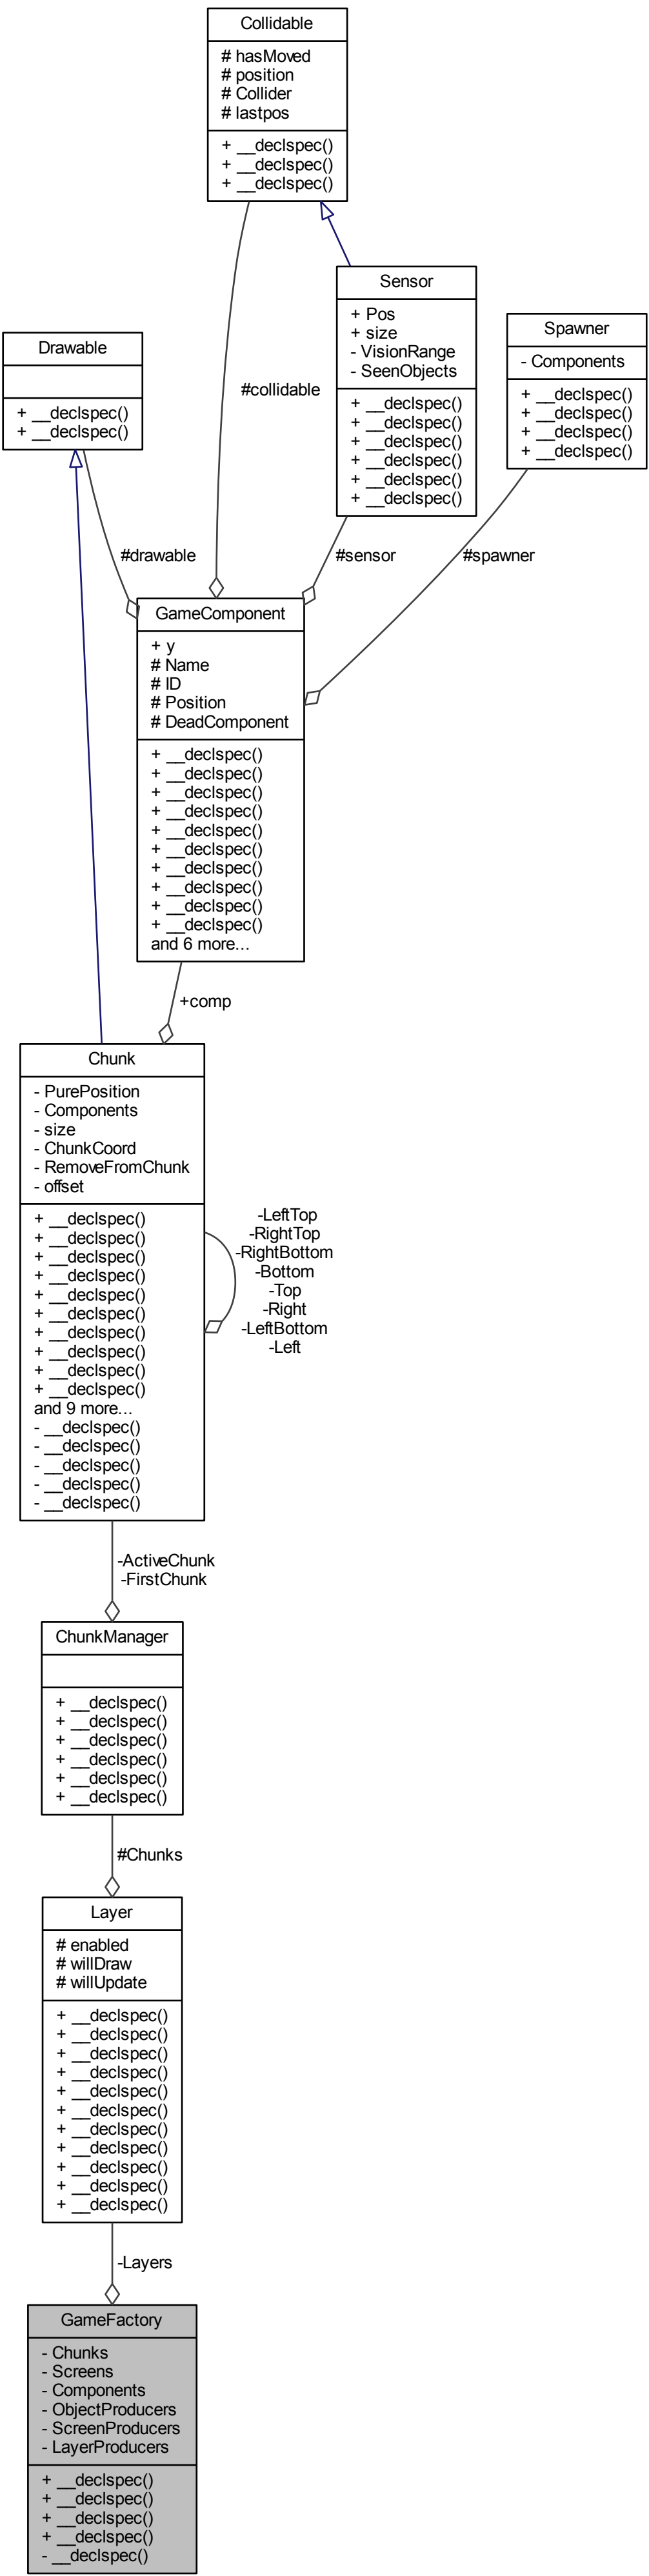 Collidable
# hasMoved
# position
# Collider
# lastpos
+ __declspec()
+ __declspec()
+ __declspec()
Sensor
+ Pos
+ size
- VisionRange
- SeenObjects
+ __declspec()
+ __declspec()
+ __declspec()
+ __declspec()
+ __declspec()
+ __declspec()
Spawner
- Components
+ __declspec()
+ __declspec()
+ __declspec()
+ __declspec()
Drawable
+ __declspec()
+ __declspec()
#collidable
#drawable
#sensor
#spawner
GameComponent
+ y
# Name
# ID
# Position
# DeadComponent
+ __declspec()
+ __declspec()
+ __declspec()
+ __declspec()
+ __declspec()
+ __declspec()
+ __declspec()
+ __declspec()
+ __declspec()
+ __declspec()
and 6 more...
+comp
Chunk
- PurePosition
- Components
- size
- ChunkCoord
- RemoveFromChunk
- offset
+ __declspec()
+ __declspec()
+ __declspec()
+ __declspec()
+ __declspec()
+ __declspec()
+ __declspec()
+ __declspec()
+ __declspec()
+ __declspec()
and 9 more...
- __declspec()
- __declspec()
- __declspec()
- __declspec()
- __declspec()
-LeftTop
-RightTop
-RightBottom
-Bottom
-Top
-Right
-LeftBottom
-Left
-ActiveChunk
-FirstChunk
ChunkManager
+ __declspec()
+ __declspec()
+ __declspec()
+ __declspec()
+ __declspec()
+ __declspec()
#Chunks
Layer
# enabled
# willDraw
# willUpdate
+ __declspec()
+ __declspec()
+ __declspec()
+ __declspec()
+ __declspec()
+ __declspec()
+ __declspec()
+ __declspec()
+ __declspec()
+ __declspec()
+ __declspec()
-Layers
GameFactory
- Chunks
- Screens
- Components
- ObjectProducers
- ScreenProducers
- LayerProducers
+ __declspec()
+ __declspec()
+ __declspec()
+ __declspec()
- __declspec()